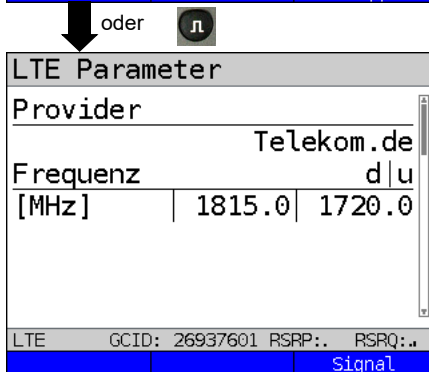 oder
LTE Parameter
Provider
Telekom.de
Frequenz d|u
[MHz] 1815.0 1720.0
LTE GCID: 26937601 RSRP:. RSRQ:..
Signal